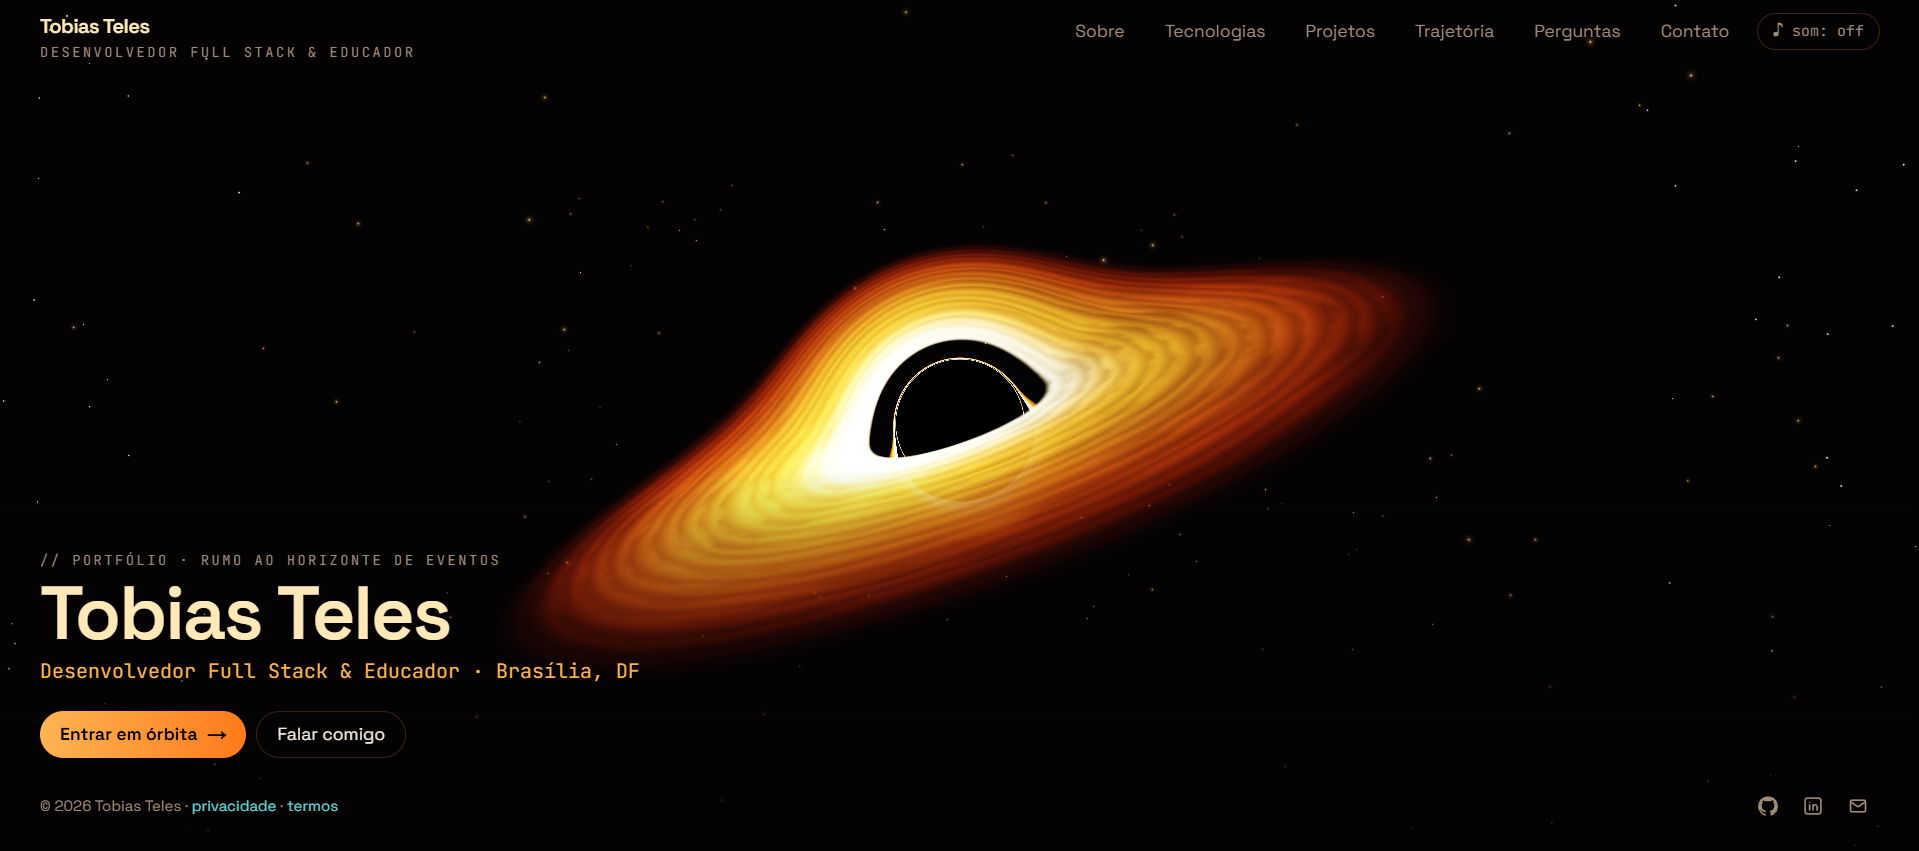 Tobias Teles
DESENVOLVEDOR FULL STACK & EDUCADOR
Sobre Tecnologias Projetos Trajetória Perguntas Contato ♪ som: off
// PORTFÓLIO · RUMO AO HORIZONTE DE EVENTOS
Tobias Teles
Desenvolvedor Full Stack & Educador · Brasília, DF
Entrar em órbita → Falar comigo
© 2026 Tobias Teles · privacidade · termos